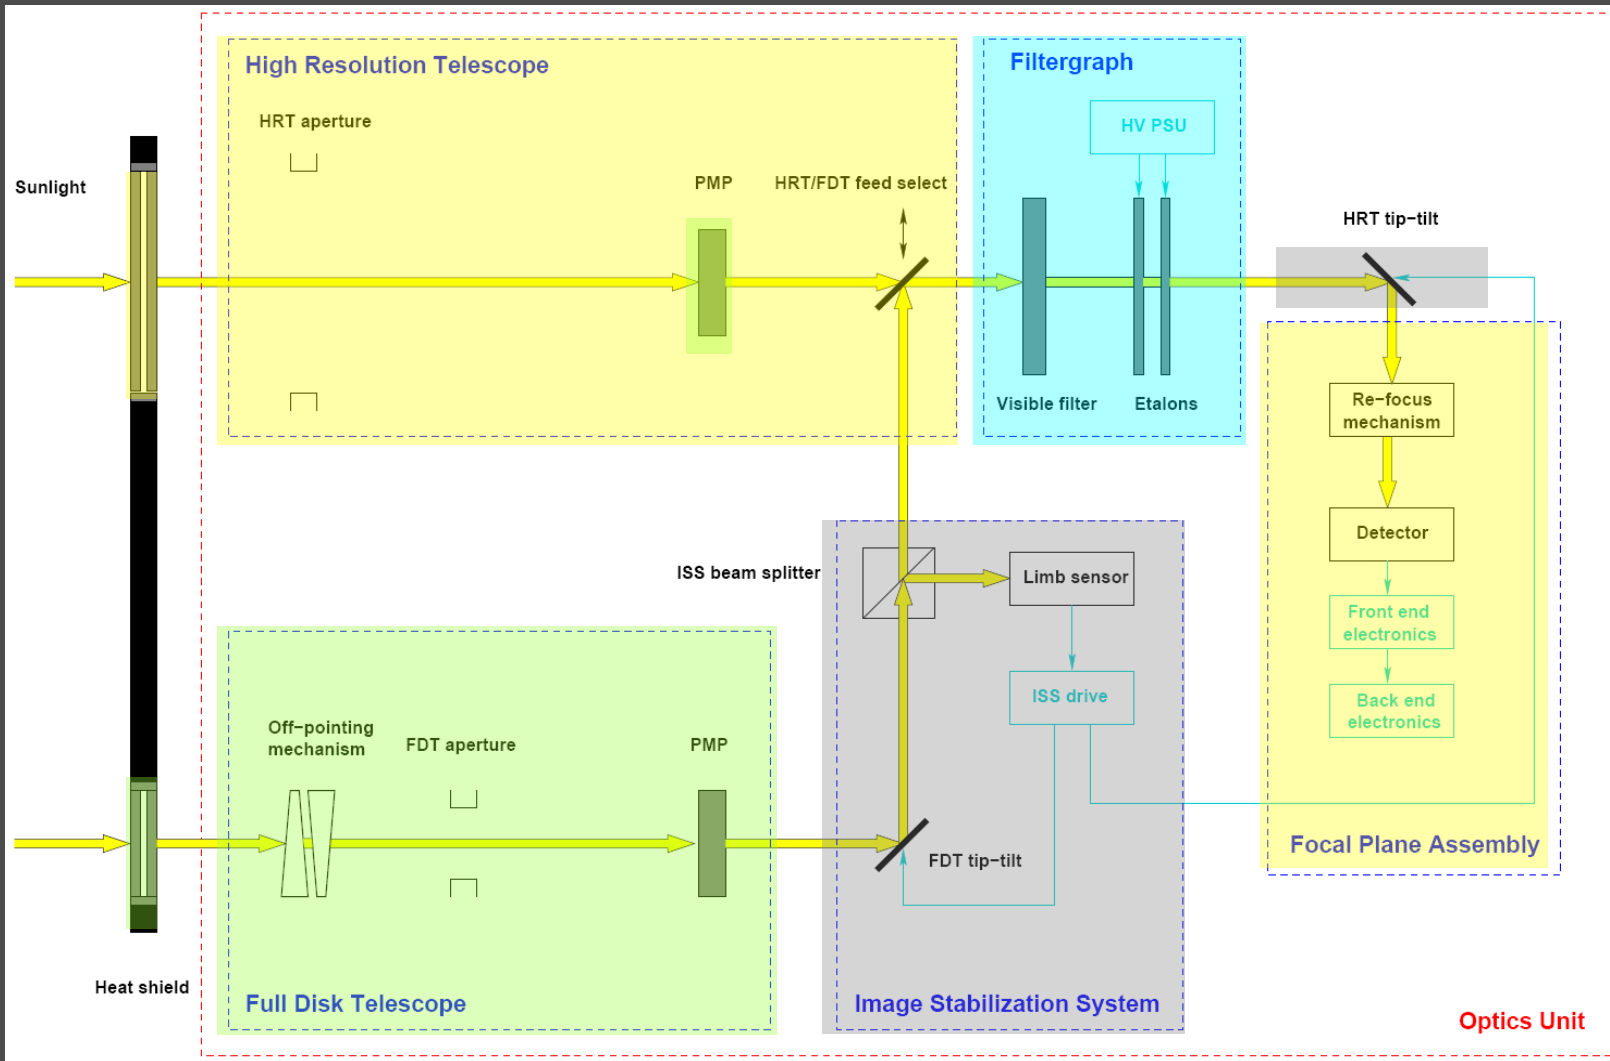 High Resolution Telescope
Filtergraph
HRT aperture
HV PSU
Sunlight
PMP
HRT/FDT feed select
HRT tip−tilt
Visible filter
Etalons
Re−focus
mechanism
Detector
ISS beam splitter
Limb sensor
Front end
electronics
ISS drive
Back end
electronics
Off−pointing
mechanism
FDT aperture
PMP
FDT tip−tilt
Focal Plane Assembly
Heat shield
Full Disk Telescope
Image Stabilization System
Optics Unit